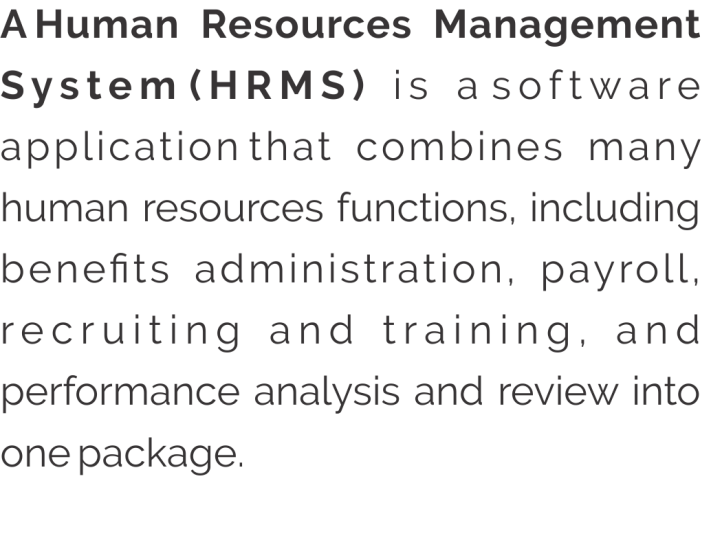 A Human Resources Management
System (HRMS) is a software
application that combines many
human resources functions, including
benefits administration, payroll,
recruiting and training, and
performance analysis and review into
one package.